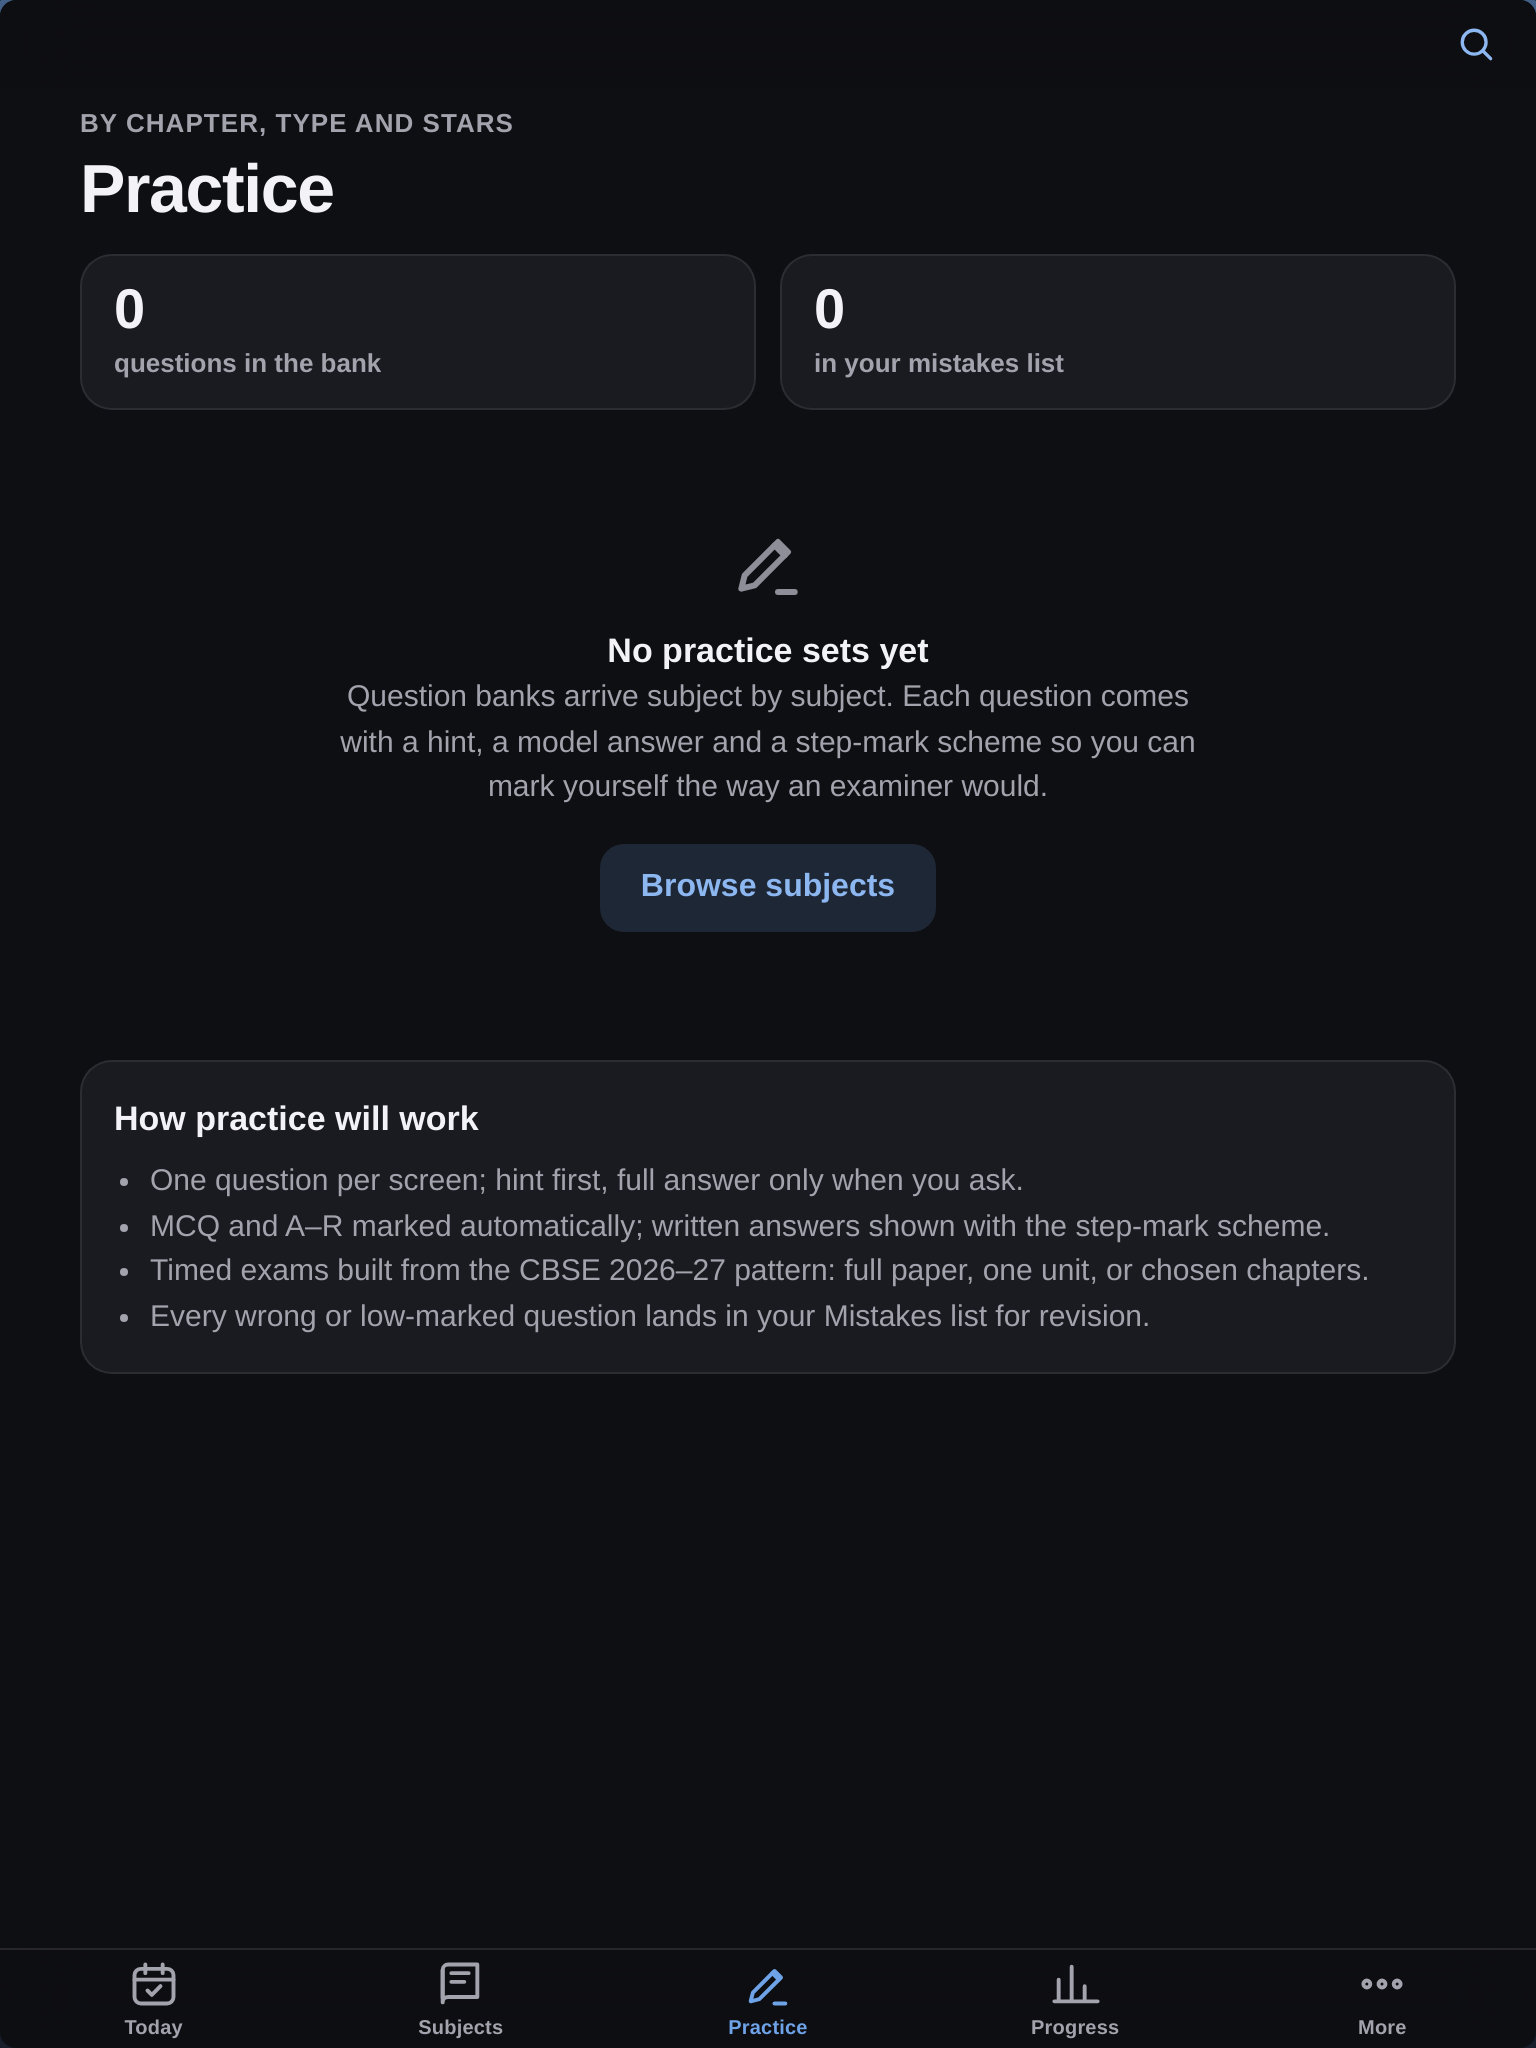 BY CHAPTER, TYPE AND STARS
Practice
0
questions in the bank
0
in your mistakes list
No practice sets yet
Question banks arrive subject by subject. Each question comes
with a hint, a model answer and a step-mark scheme so you can
mark yourself the way an examiner would.
Browse subjects
How practice will work
• One question per screen; hint first, full answer only when you ask.
• MCQ and A–R marked automatically; written answers shown with the step-mark scheme.
• Timed exams built from the CBSE 2026–27 pattern: full paper, one unit, or chosen chapters.
• Every wrong or low-marked question lands in your Mistakes list for revision.
Today
Subjects
Practice
Progress
More